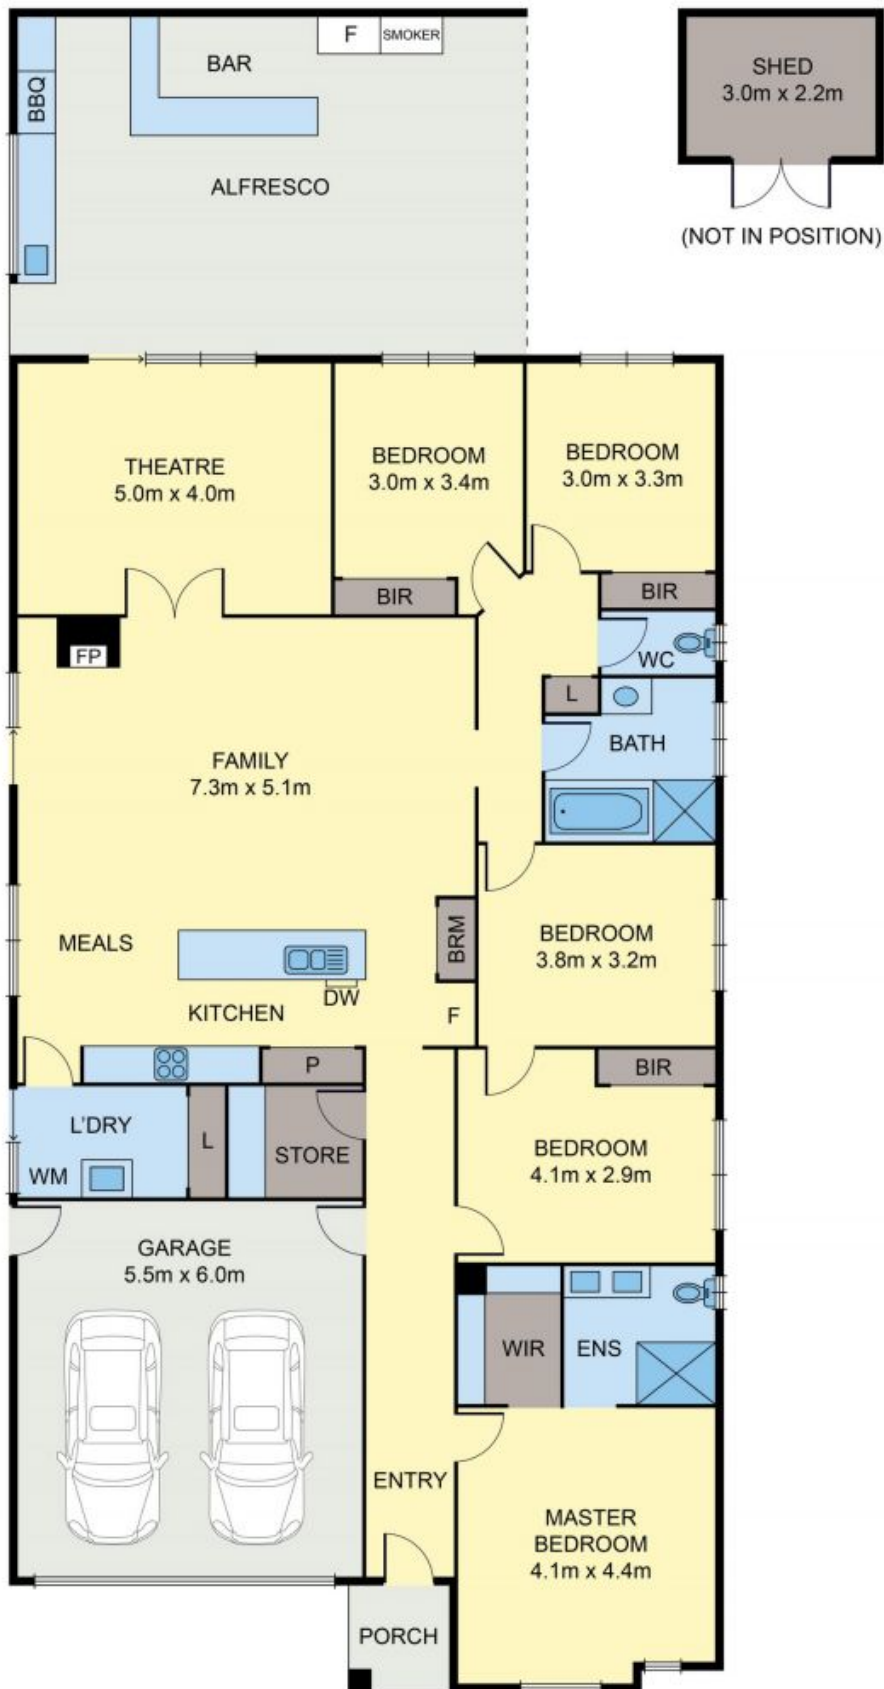 F
SMOKER
BAR
BBQ
ALFRESCO
SHED
3.0m x 2.2m
(NOT IN POSITION)
THEATRE
5.0m x 4.0m
BEDROOM
3.0m x 3.4m
BEDROOM
3.0m x 3.3m
BIR
BIR
FP
WC
L
BATH
FAMILY
7.3m x 5.1m
MEALS
BRM
BEDROOM
3.8m x 3.2m
DW
KITCHEN
F
P
BIR
L'DRY
L
STORE
WM
BEDROOM
4.1m x 2.9m
GARAGE
5.5m x 6.0m
WIR
ENS
ENTRY
MASTER
BEDROOM
4.1m x 4.4m
PORCH